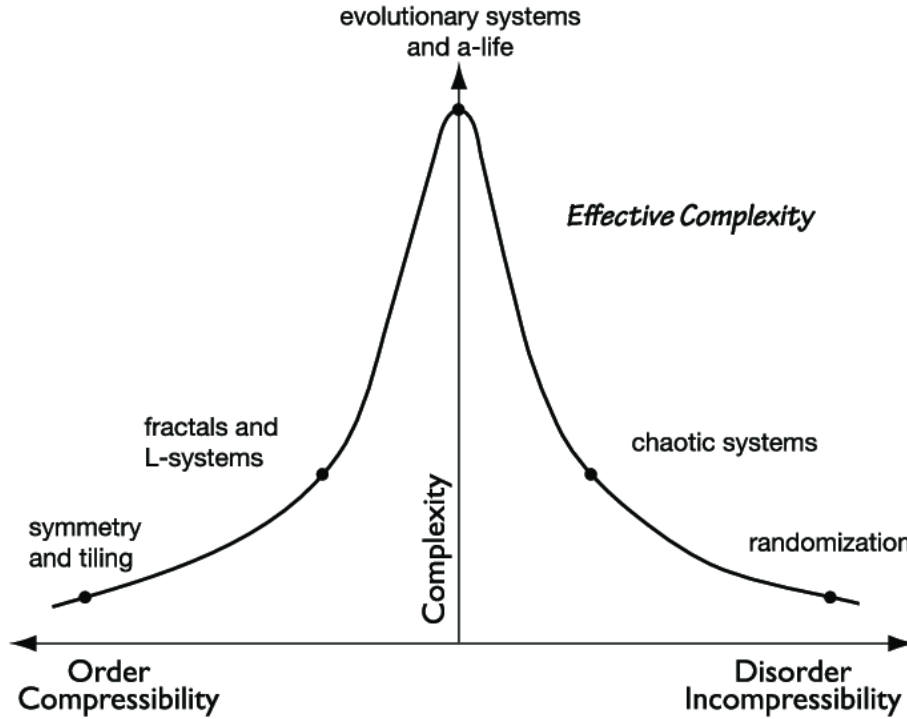 evolutionary systems
and a-life
Effective Complexity
fractals and
L-systems
chaotic systems
Complexity
symmetry
and tiling
randomization
Order
Compressibility
Disorder
Incompressibility